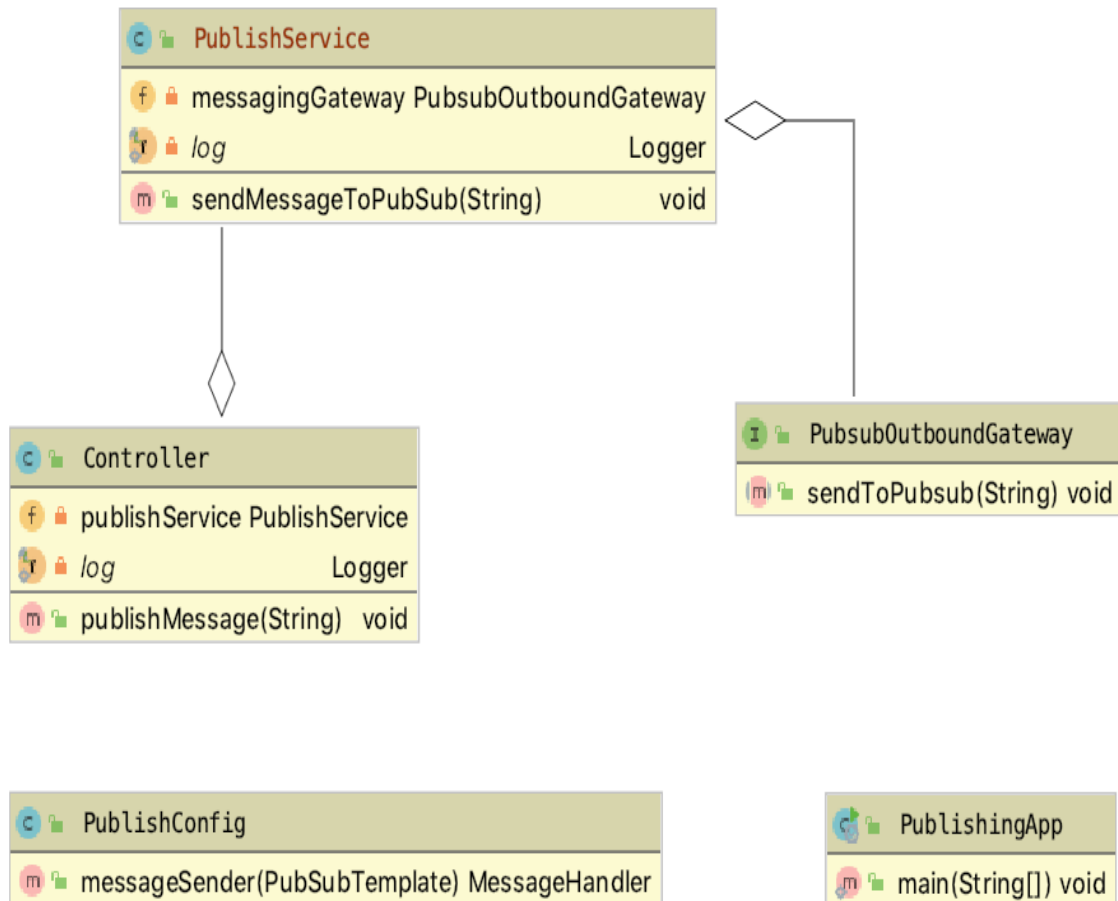 PublishService
messagingGateway PubsubOutboundGateway
log Logger
sendMessageToPubSub(String) void
Controller
publishService PublishService
log Logger
publishMessage(String) void
PubsubOutboundGateway
sendToPubsub(String) void
PublishConfig
messageSender(PubSubTemplate) MessageHandler
PublishingApp
main(String[]) void